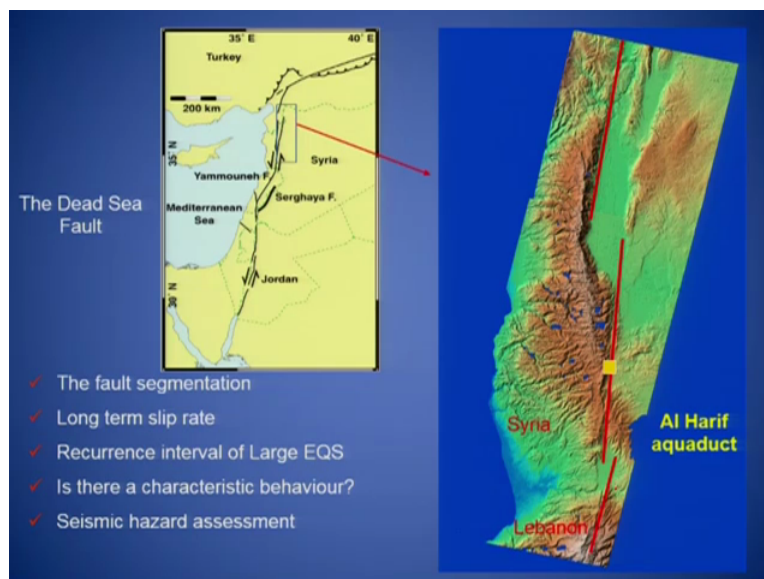 35° E
40° E
Turkey
200 km
35° N
Syria
Yammouneh F.
Serghaya F.
Mediterranean
Sea
30° N
Jordan
The Dead Sea
Fault
✓ The fault segmentation
✓ Long term slip rate
✓ Recurrence interval of Large EQS
✓ Is there a characteristic behaviour?
✓ Seismic hazard assessment
Syria
Al Harif
aquaduct
Lebanon